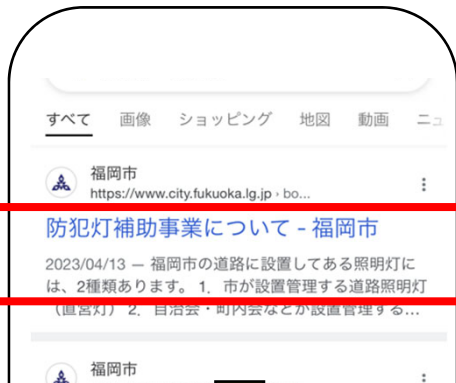 すべて 画像 ショッピング 地図 動画 ニュ
福岡市
https://www.city.fukuoka.lg.jp › bo...
防犯灯補助事業について - 福岡市
2023/04/13 — 福岡市の道路に設置してある照明灯に
は、2種類あります。 1．市が設置管理する道路照明灯
（直営灯） 2．自治会・町内会などが設置管理する...
福岡市